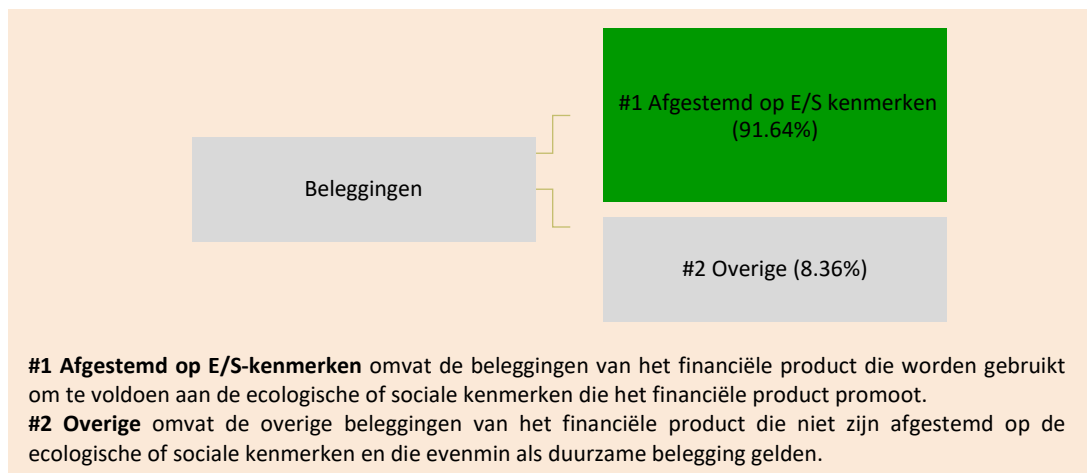 #1 Afgestemd op E/S kenmerken
(91.64%)
Beleggingen
#2 Overige (8.36%)
#1 Afgestemd op E/S-kenmerken omvat de beleggingen van het financiële product die worden gebruikt
om te voldoen aan de ecologische of sociale kenmerken die het financiële product promoot.
#2 Overige omvat de overige beleggingen van het financiële product die niet zijn afgestemd op de
ecologische of sociale kenmerken en die evenmin als duurzame belegging gelden.